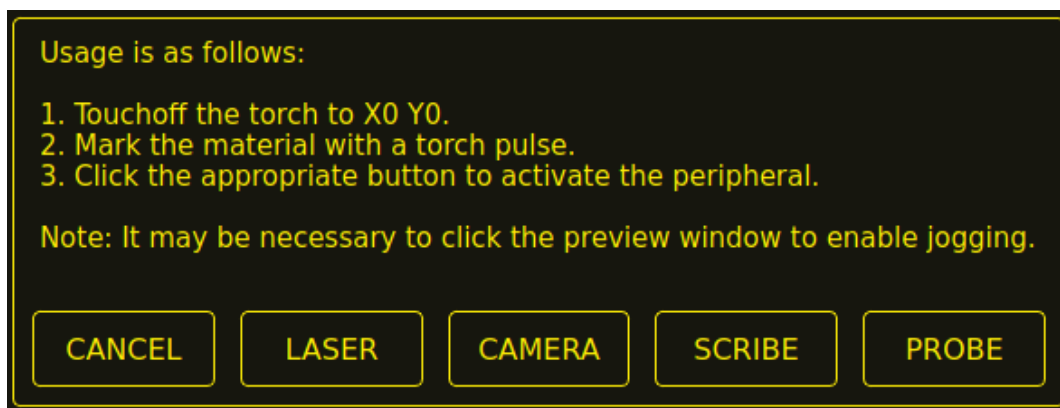 Usage is as follows:
1. Touchoff the torch to X0 Y0.
2. Mark the material with a torch pulse.
3. Click the appropriate button to activate the peripheral.
Note: It may be necessary to click the preview window to enable jogging.
CANCEL LASER CAMERA SCRIBE PROBE